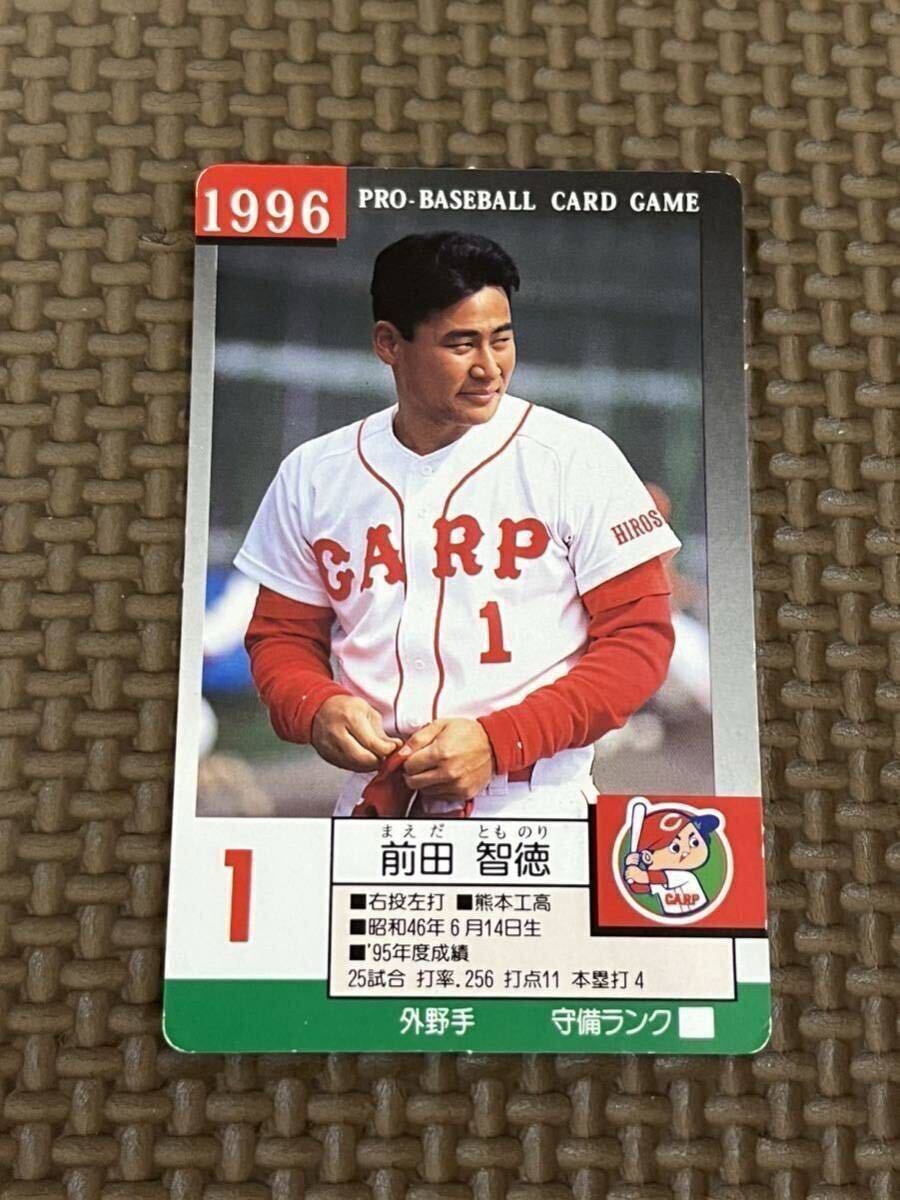 1996 PRO-BASEBALL CARD GAME
HIROS
CARP
1
1
まえだ とものり
前田 智徳
■右投左打 ■熊本工高
■昭和46年6月14日生
■'95年度成績
25試合 打率.256 打点11 本塁打4
CARP
外野手 守備ランク